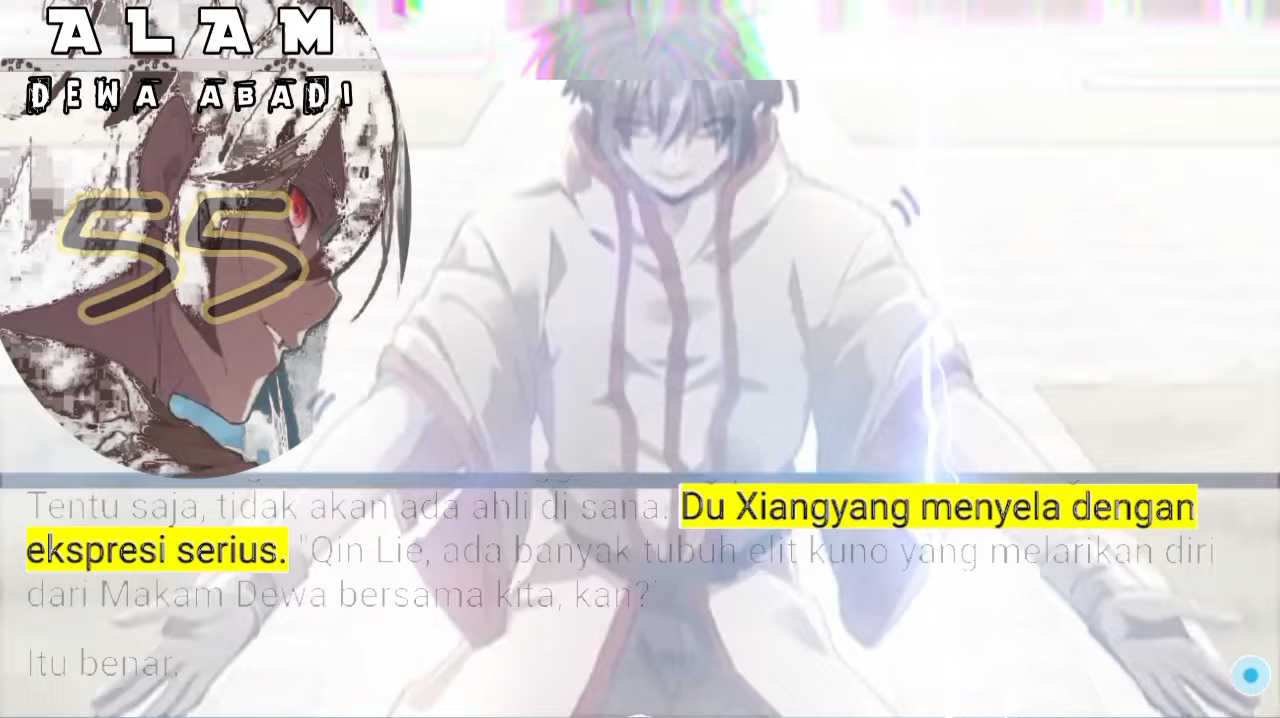 ALAM
DEWA ABADI
55
Tentu saja, tidak akan ada ahli di sana. Du Xiangyang menyela dengan
ekspresi serius. "Qin Lie, ada banyak tubuh elit kuno yang melarikan diri
dari Makam Dewa bersama kita, kan?'
Itu benar.